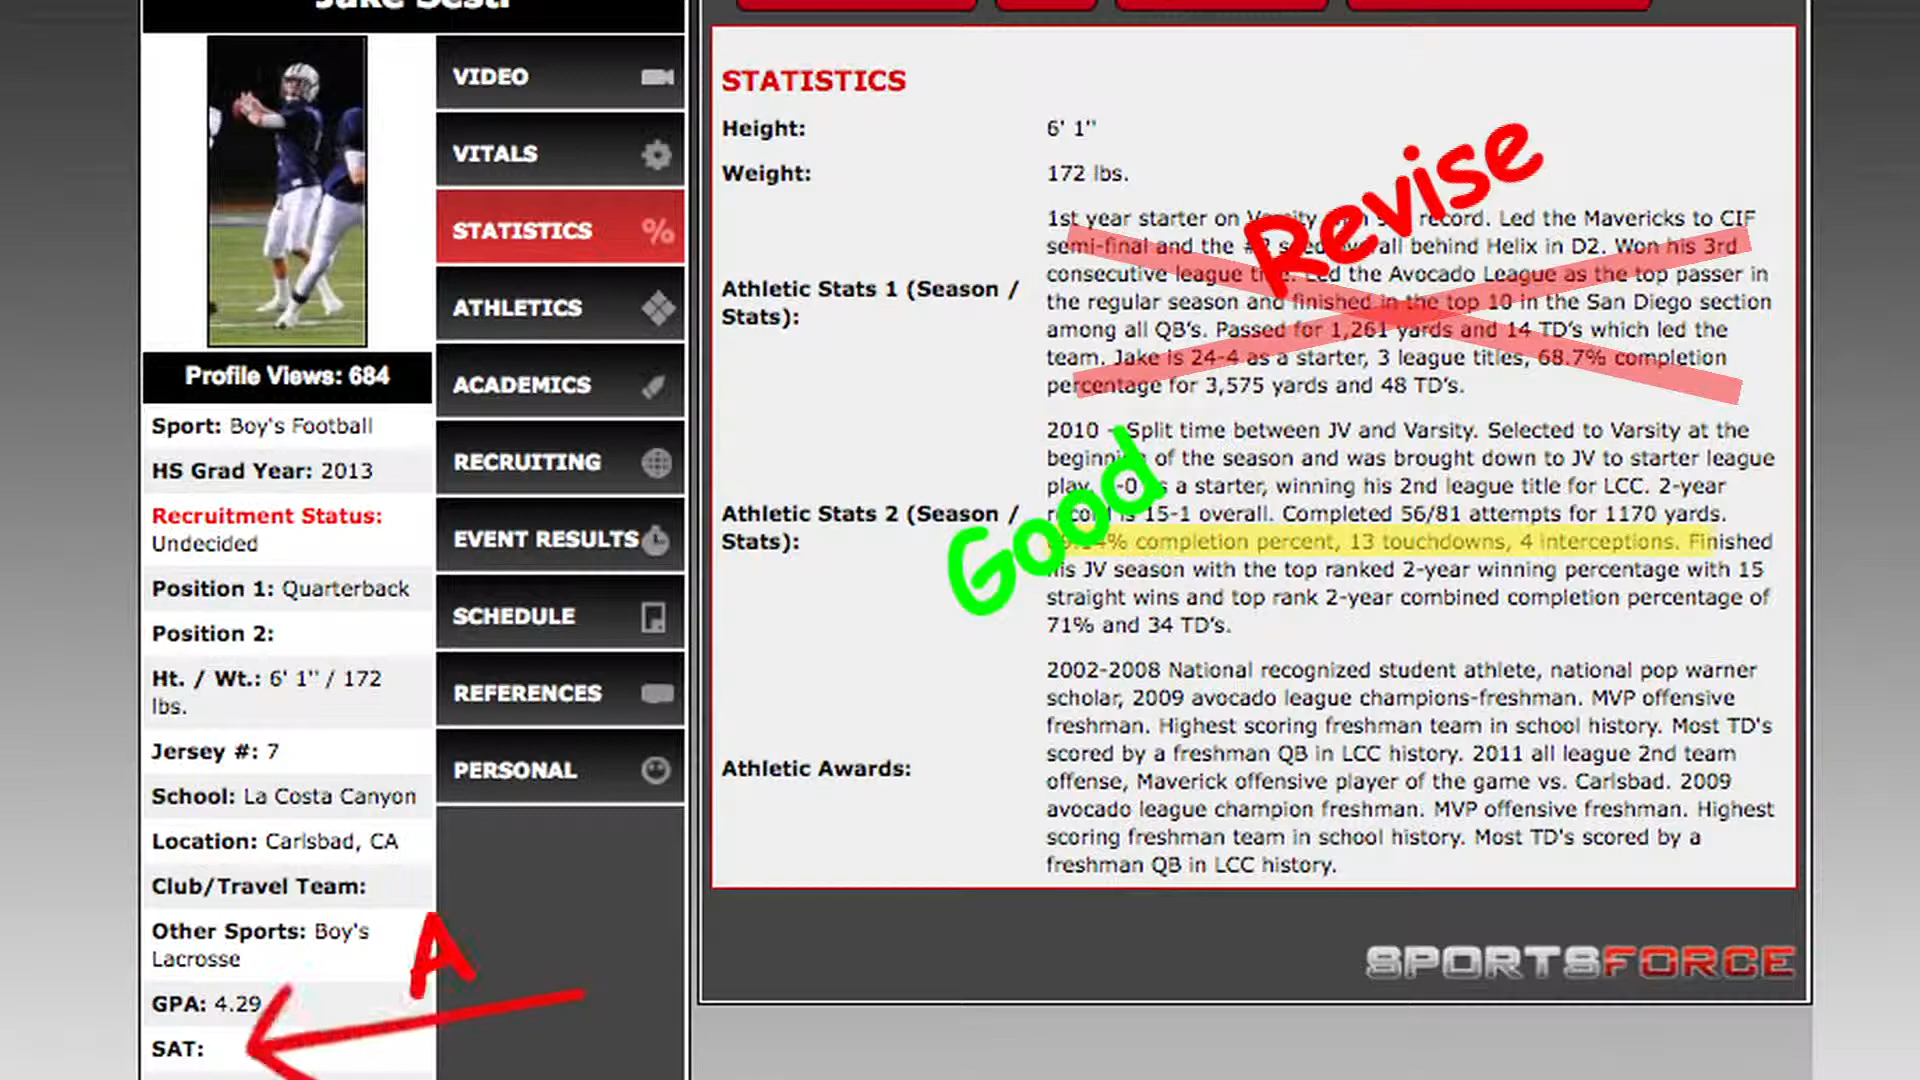 VIDEO
VITALS
STATISTICS
ATHLETICS
ACADEMICS
RECRUITING
EVENT RESULTS
SCHEDULE
REFERENCES
PERSONAL
Profile Views: 684
Sport: Boy's Football
HS Grad Year: 2013
Recruitment Status:
Undecided
Position 1: Quarterback
Position 2:
Ht. / Wt.: 6' 1" / 172
lbs.
Jersey #: 7
School: La Costa Canyon
Location: Carlsbad, CA
Club/Travel Team:
Other Sports: Boy's
Lacrosse
GPA: 4.29
SAT:
A
STATISTICS
Height: 6' 1"
Weight: 172 lbs.
Revise
Athletic Stats 1 (Season /
Stats):
1st year starter on record. Led the Mavericks to CIF
semi-final and the behind Helix in D2. Won his 3rd
consecutive league Led the Avocado League as the top passer in
the regular season and finished in the top 10 in the San Diego section
among all QB's. Passed for 1,261 yards and 14 TD's which led the
team. Jake is 24-4 as a starter, 3 league titles, 68.7% completion
percentage for 3,575 yards and 48 TD's.
Good
Athletic Stats 2 (Season /
Stats):
2010 - Split time between JV and Varsity. Selected to Varsity at the
of the season and was brought down to JV to starter league
play. a starter, winning his 2nd league title for LCC. 2-year
record is 15-1 overall. Completed 56/81 attempts for 1170 yards.
completion percent, 13 touchdowns, 4 interceptions. Finished
his JV season with the top ranked 2-year winning percentage with 15
straight wins and top rank 2-year combined completion percentage of
71% and 34 TD's.
Athletic Awards:
2002-2008 National recognized student athlete, national pop warner
scholar, 2009 avocado league champions-freshman. MVP offensive
freshman. Highest scoring freshman team in school history. Most TD's
scored by a freshman QB in LCC history. 2011 all league 2nd team
offense, Maverick offensive player of the game vs. Carlsbad. 2009
avocado league champion freshman. MVP offensive freshman. Highest
scoring freshman team in school history. Most TD's scored by a
freshman QB in LCC history.
SPORTSFORCE